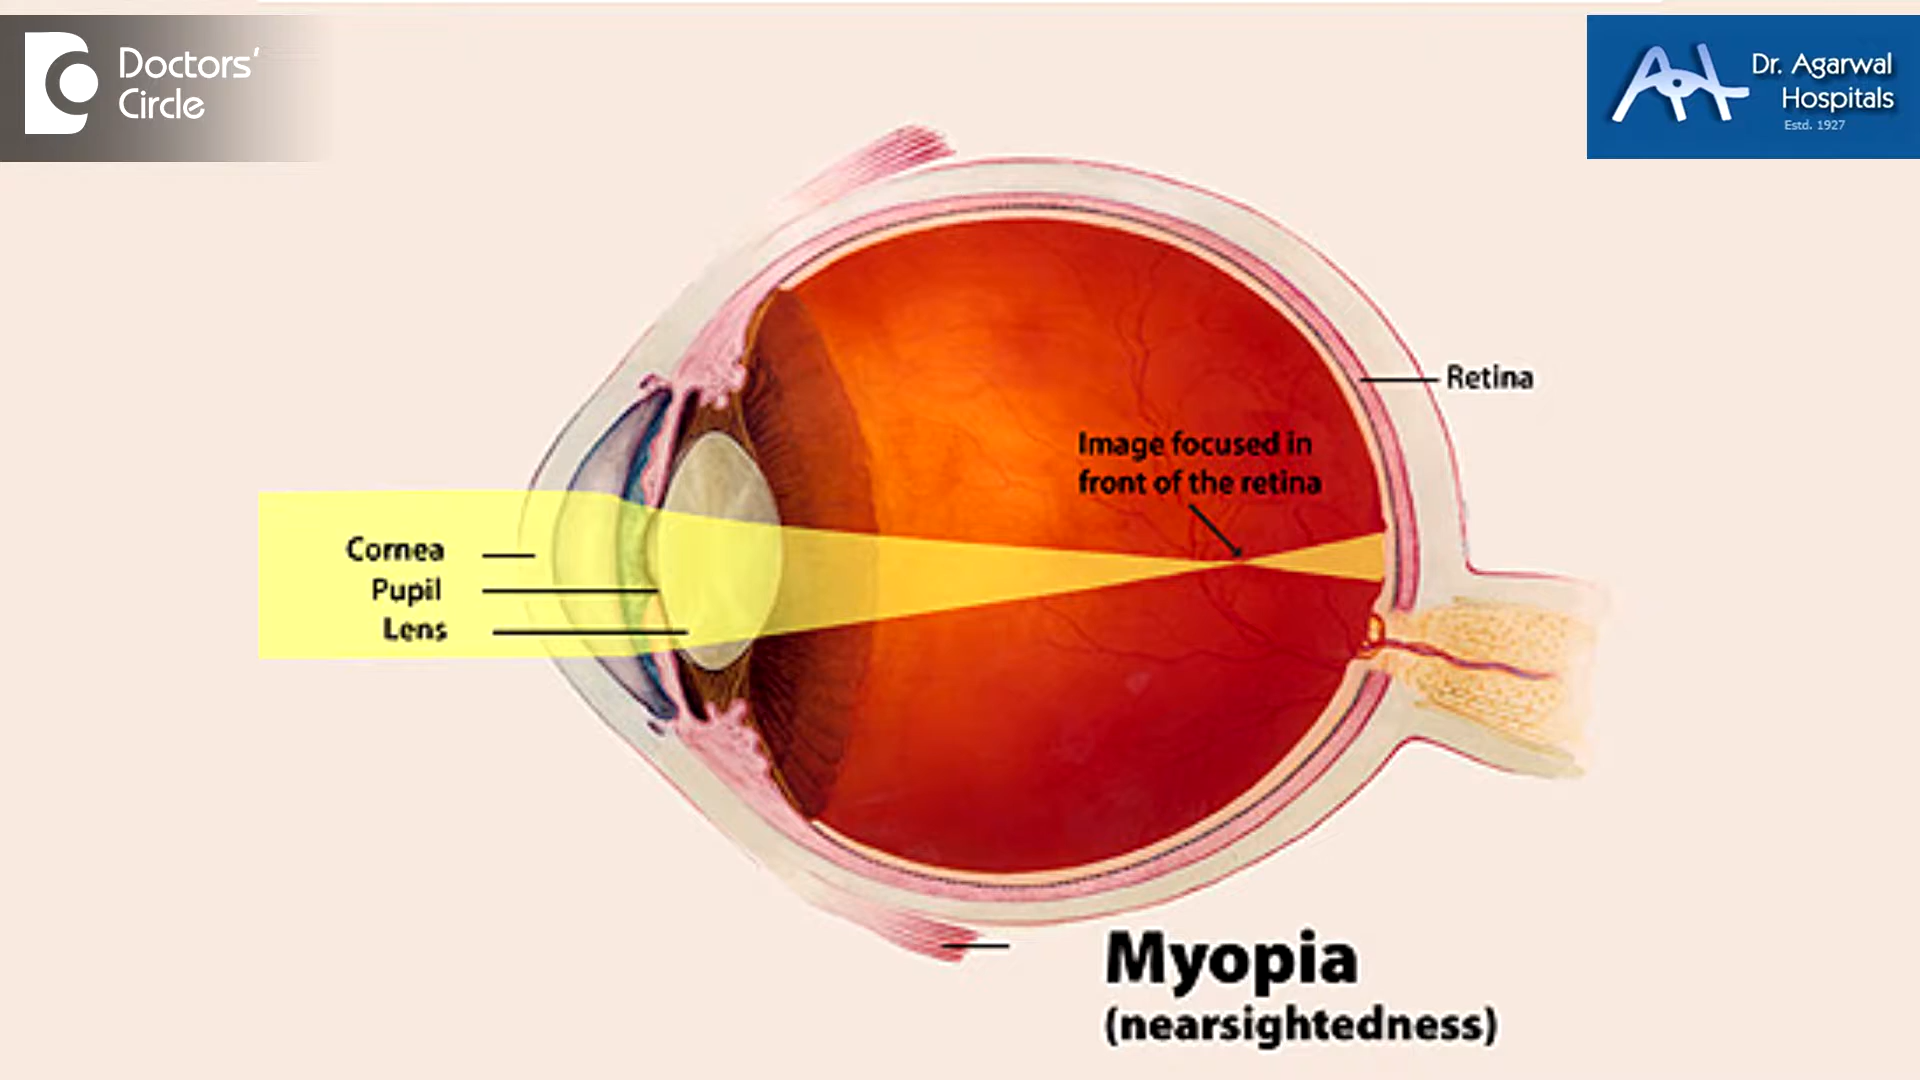 Doctors'
Circle
Dr. Agarwal
Hospitals
Estd. 1927
Retina
Image focused in
front of the retina
Cornea
Pupil
Lens
Myopia
(nearsightedness)